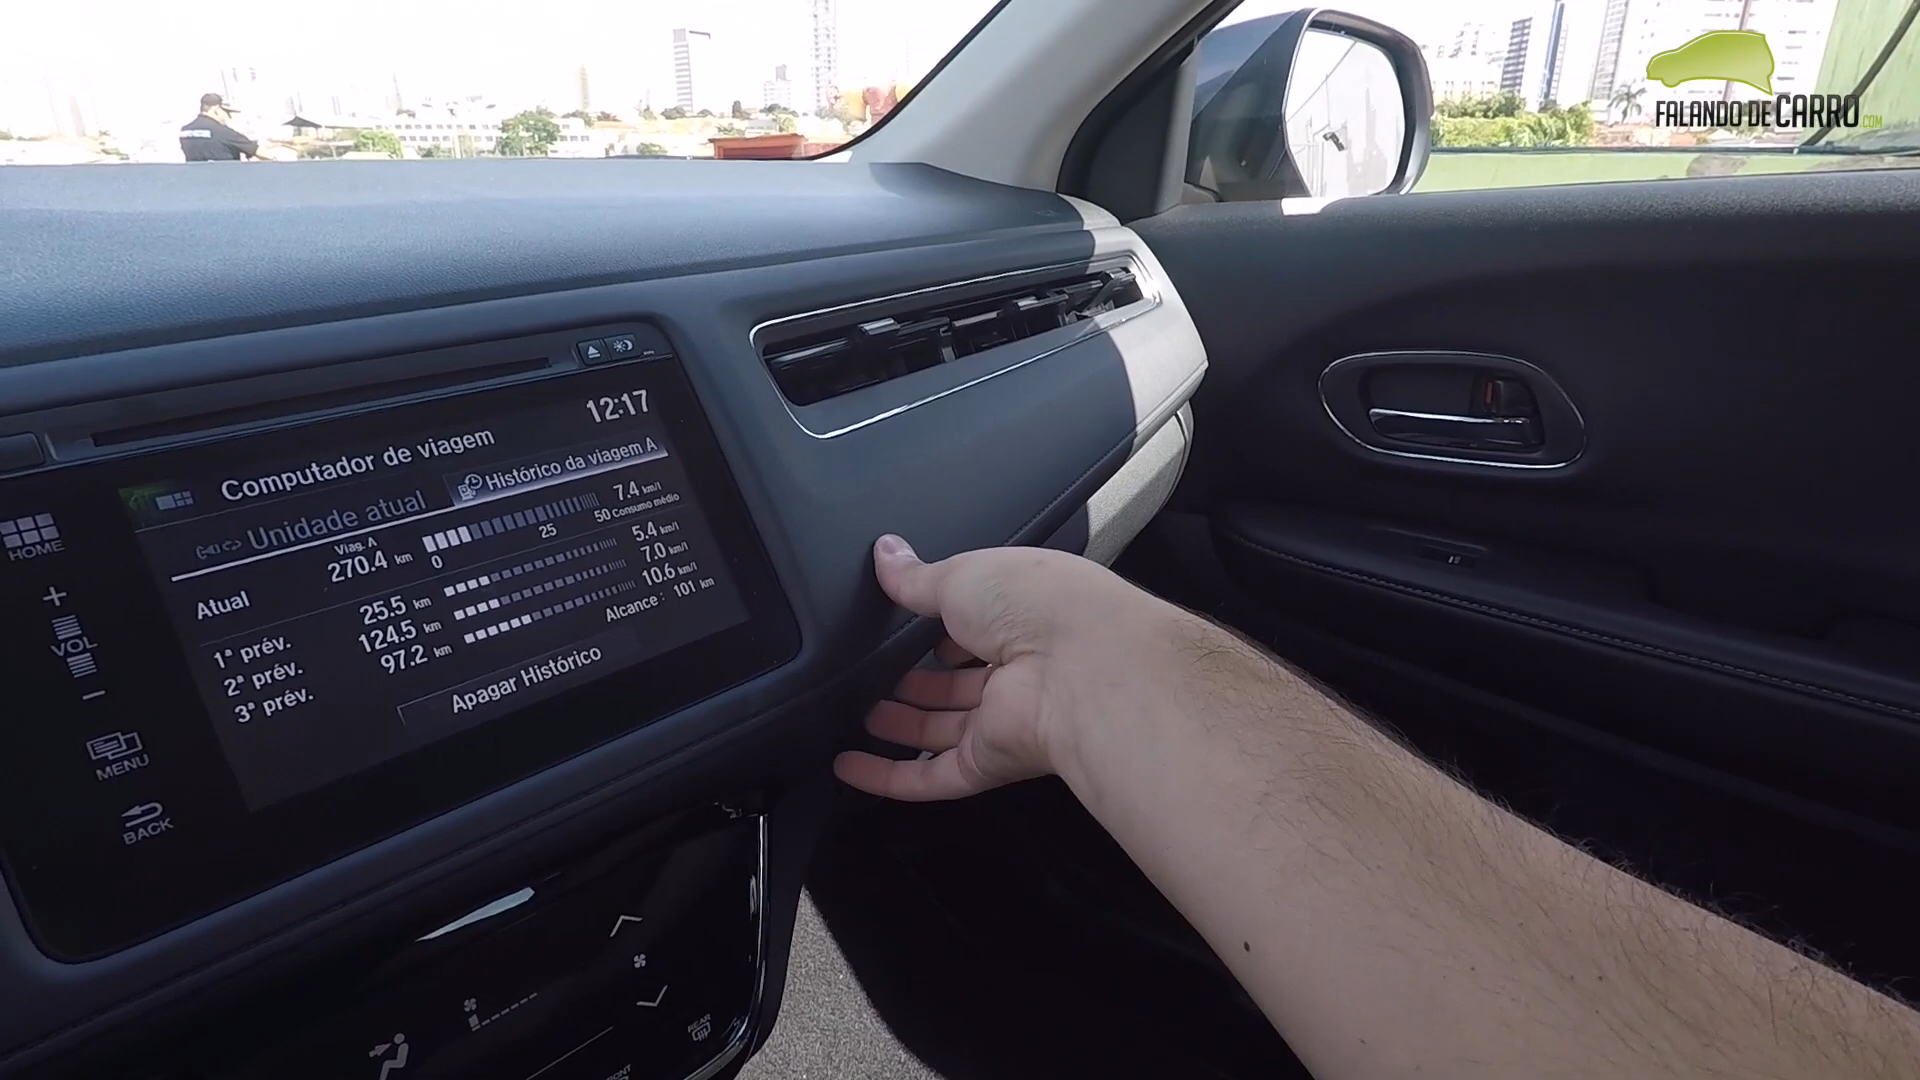 FALANDO DE CARRO.COM
12:17
Computador de viagem
Unidade atual
Histórico da viagem A
HOME
Viag. A
Atual
270.4 km
0
25
50
7.4 km/l
Consumo médio
1ª prév.
25.5 km
5.4 km/l
2ª prév.
124.5 km
7.0 km/l
3ª prév.
97.2 km
10.6 km/l
Alcance: 101 km
Apagar Histórico
+
VOL
−
MENU
BACK
REAR